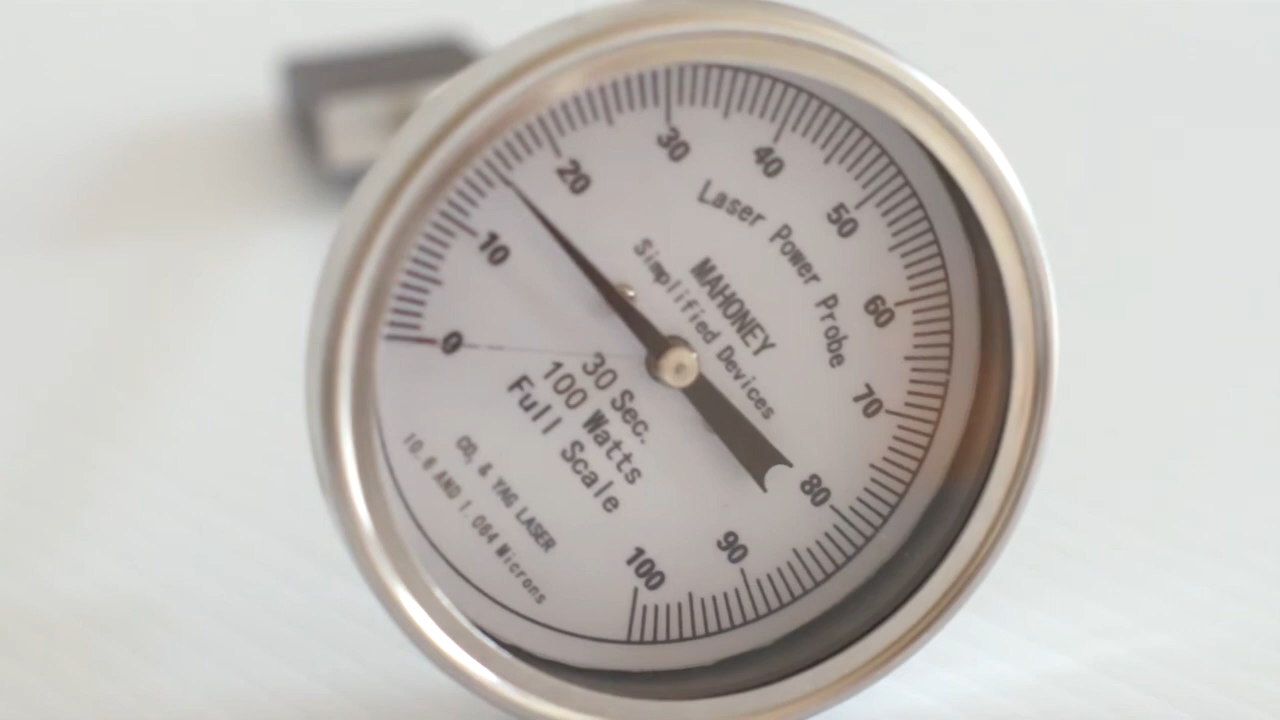 0
10
20
30
40
50
60
70
80
90
100
Laser Power Probe
MAHONEY
Simplified Devices
30 Sec.
100 Watts
Full Scale
CO₂ & YAG LASER
10.6 AND 1.064 Microns